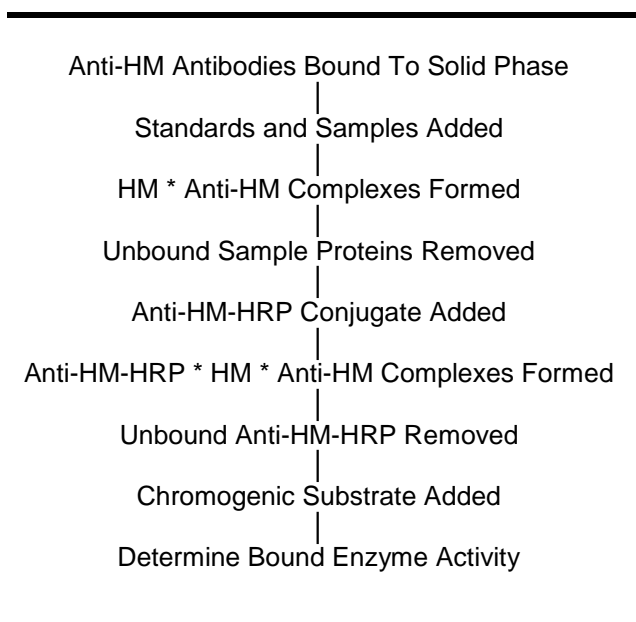 Anti-HM Antibodies Bound To Solid Phase
Standards and Samples Added
HM * Anti-HM Complexes Formed
Unbound Sample Proteins Removed
Anti-HM-HRP Conjugate Added
Anti-HM-HRP * HM * Anti-HM Complexes Formed
Unbound Anti-HM-HRP Removed
Chromogenic Substrate Added
Determine Bound Enzyme Activity